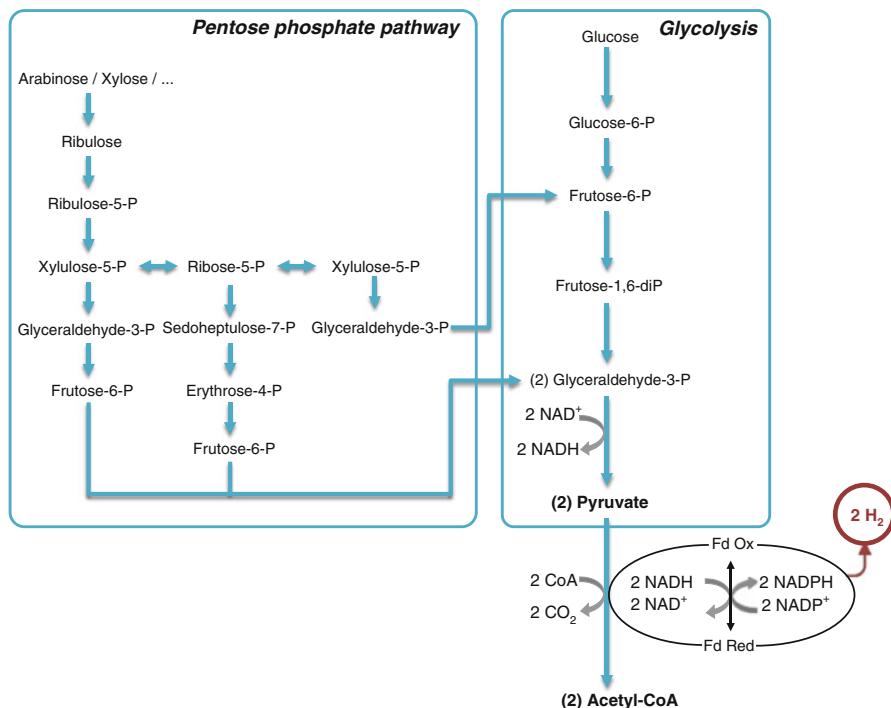 Pentose phosphate pathway
Arabinose / Xylose / ...
Ribulose
Ribulose-5-P
Xylulose-5-P
Ribose-5-P
Xylulose-5-P
Glyceraldehyde-3-P
Sedoheptulose-7-P
Glyceraldehyde-3-P
Frutose-6-P
Erythrose-4-P
Frutose-6-P
Glycolysis
Glucose
Glucose-6-P
Frutose-6-P
Frutose-1,6-diP
(2) Glyceraldehyde-3-P
2 NAD⁺
2 NADH
(2) Pyruvate
2 H₂
Fd Ox
2 CoA
2 NADH
2 NADPH
2 CO₂
2 NAD⁺
2 NADP⁺
Fd Red
(2) Acetyl-CoA